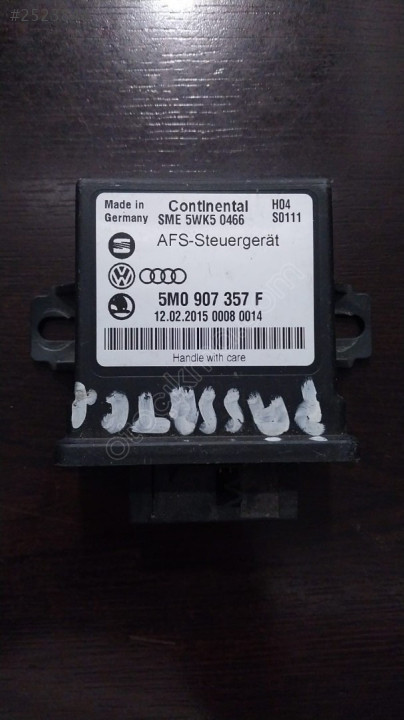 Made in Germany
Continental
SME 5WK5 0466
H04
S0111
AFS-Steuergerät
5M0 907 357 F
12.02.2015 0008 0014
Handle with care